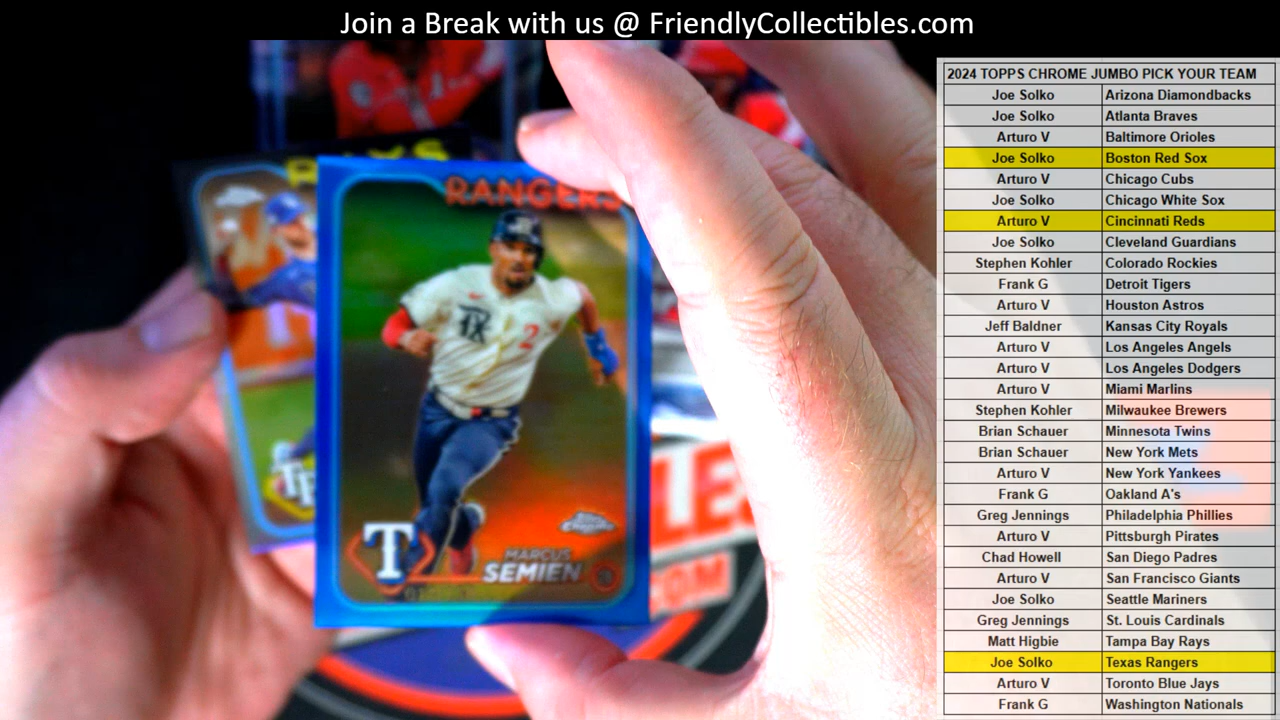 Join a Break with us @ FriendlyCollectibles.com
2024 TOPPS CHROME JUMBO PICK YOUR TEAM
Joe Solko Arizona Diamondbacks
Joe Solko Atlanta Braves
Arturo V Baltimore Orioles
Joe Solko Boston Red Sox
Arturo V Chicago Cubs
Joe Solko Chicago White Sox
Arturo V Cincinnati Reds
Joe Solko Cleveland Guardians
Stephen Kohler Colorado Rockies
Frank G Detroit Tigers
Arturo V Houston Astros
Jeff Baldner Kansas City Royals
Arturo V Los Angeles Angels
Arturo V Los Angeles Dodgers
Arturo V Miami Marlins
Stephen Kohler Milwaukee Brewers
Brian Schauer Minnesota Twins
Brian Schauer New York Mets
Arturo V New York Yankees
Frank G Oakland A's
Greg Jennings Philadelphia Phillies
Arturo V Pittsburgh Pirates
Chad Howell San Diego Padres
Arturo V San Francisco Giants
Joe Solko Seattle Mariners
Greg Jennings St. Louis Cardinals
Matt Higbie Tampa Bay Rays
Joe Solko Texas Rangers
Arturo V Toronto Blue Jays
Frank G Washington Nationals
RAYS
RANGERS
TX
2
T
Topps Chrome
MARCUS
SEMIEN
TB
LES
.COM